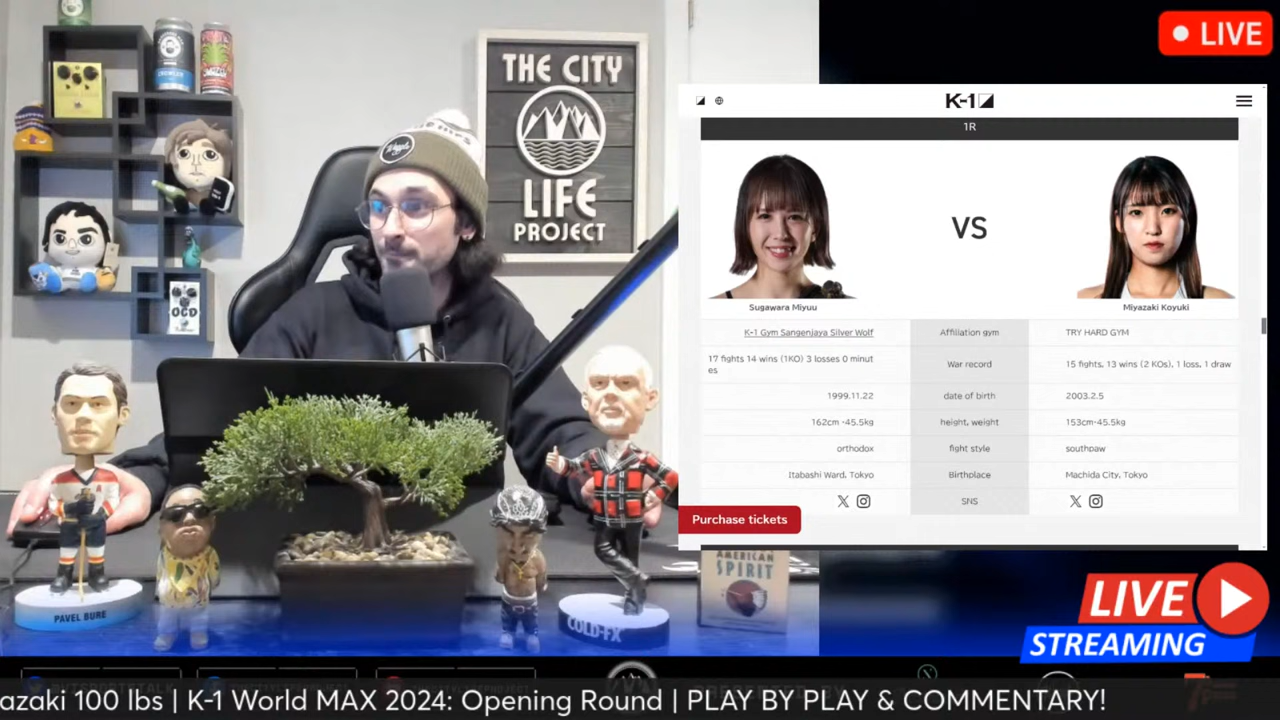 LIVE
THE CITY
LIFE
PROJECT
OCD
PAVEL BURE
COLD-FX
AMERICAN
SPIRIT
K-1
1R
VS
Sugawara Miyuu
Miyazaki Koyuki
K-1 Gym Sangenjaya Silver Wolf Affiliation gym TRY HARD GYM
17 fights 14 wins (1KO) 3 losses 0 minut
es
War record
15 fights, 13 wins (2 KOs), 1 loss, 1 draw
1999.11.22 date of birth 2003.2.5
162cm -45.5kg height, weight 153cm-45.5kg
orthodox fight style southpaw
Itabashi Ward, Tokyo Birthplace Machida City, Tokyo
SNS
Purchase tickets
LIVE
STREAMING
azaki 100 lbs | K-1 World MAX 2024: Opening Round | PLAY BY PLAY & COMMENTARY!